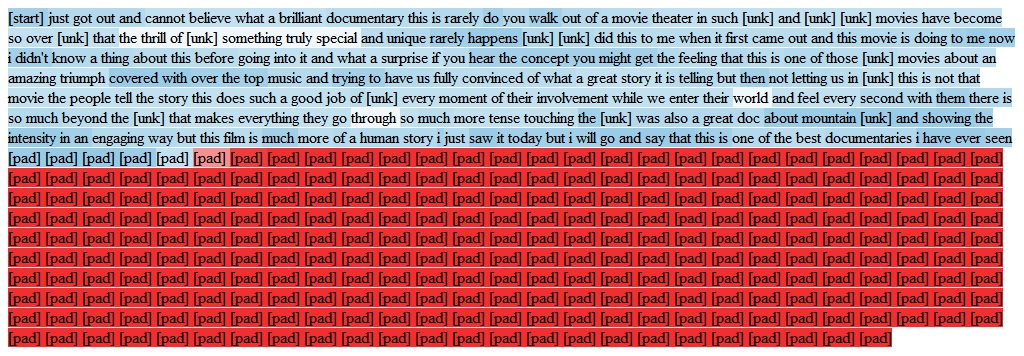 [start] just got out and cannot believe what a brilliant documentary this is rarely do you walk out of a movie theater in such [unk] and [unk] [unk] movies have become
so over [unk] that the thrill of [unk] something truly special and unique rarely happens [unk] [unk] did this to me when it first came out and this movie is doing to me now
i didn't know a thing about this before going into it and what a surprise if you hear the concept you might get the feeling that this is one of those [unk] movies about an
amazing triumph covered with over the top music and trying to have us fully convinced of what a great story it is telling but then not letting us in [unk] this is not that
movie the people tell the story this does such a good job of [unk] every moment of their involvement while we enter their world and feel every second with them there is
so much beyond the [unk] that makes everything they go through so much more tense touching the [unk] was also a great doc about mountain [unk] and showing the
intensity in an engaging way but this film is much more of a human story i just saw it today but i will go and say that this is one of the best documentaries i have ever seen
[pad] [pad] [pad] [pad] [pad] [pad] [pad] [pad] [pad] [pad] [pad] [pad] [pad] [pad] [pad] [pad] [pad] [pad] [pad] [pad] [pad] [pad] [pad] [pad] [pad] [pad] [pad]
[pad] [pad] [pad] [pad] [pad] [pad] [pad] [pad] [pad] [pad] [pad] [pad] [pad] [pad] [pad] [pad] [pad] [pad] [pad] [pad] [pad] [pad] [pad] [pad] [pad] [pad] [pad]
[pad] [pad] [pad] [pad] [pad] [pad] [pad] [pad] [pad] [pad] [pad] [pad] [pad] [pad] [pad] [pad] [pad] [pad] [pad] [pad] [pad] [pad] [pad] [pad] [pad] [pad] [pad]
[pad] [pad] [pad] [pad] [pad] [pad] [pad] [pad] [pad] [pad] [pad] [pad] [pad] [pad] [pad] [pad] [pad] [pad] [pad] [pad] [pad] [pad] [pad] [pad] [pad] [pad] [pad]
[pad] [pad] [pad] [pad] [pad] [pad] [pad] [pad] [pad] [pad] [pad] [pad] [pad] [pad] [pad] [pad] [pad] [pad] [pad] [pad] [pad] [pad] [pad] [pad] [pad] [pad] [pad]
[pad] [pad] [pad] [pad] [pad] [pad] [pad] [pad] [pad] [pad] [pad] [pad] [pad] [pad] [pad] [pad] [pad] [pad] [pad] [pad] [pad] [pad] [pad] [pad] [pad] [pad] [pad]
[pad] [pad] [pad] [pad] [pad] [pad] [pad] [pad] [pad] [pad] [pad] [pad] [pad] [pad] [pad] [pad] [pad] [pad] [pad] [pad] [pad] [pad] [pad] [pad] [pad] [pad] [pad]
[pad] [pad] [pad] [pad] [pad] [pad] [pad] [pad] [pad] [pad] [pad] [pad] [pad] [pad] [pad] [pad] [pad] [pad] [pad] [pad] [pad] [pad] [pad] [pad] [pad] [pad] [pad]
[pad] [pad] [pad] [pad] [pad] [pad] [pad] [pad] [pad] [pad] [pad] [pad] [pad] [pad] [pad] [pad] [pad] [pad] [pad] [pad] [pad] [pad] [pad] [pad] [pad] [pad] [pad]
[pad] [pad] [pad] [pad] [pad] [pad] [pad] [pad] [pad] [pad] [pad] [pad] [pad] [pad] [pad] [pad] [pad] [pad] [pad] [pad] [pad] [pad] [pad] [pad]